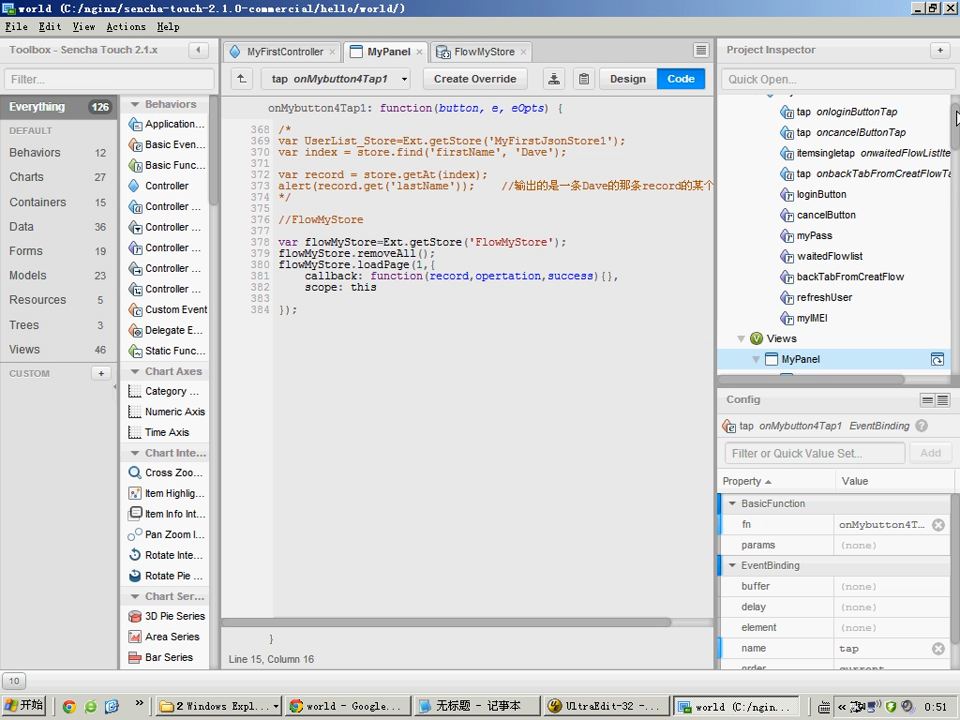 world (C:/nginx/sencha-touch-2.1.0-commercial/hello/world/)
File Edit View Actions Help
Toolbox - Sencha Touch 2.1.x
Filter...
Everything 126
DEFAULT
Behaviors 12
Charts 27
Containers 15
Data 36
Forms 19
Models 23
Resources 5
Trees 3
Views 46
CUSTOM +
Behaviors
Application...
Basic Even...
Basic Func...
Controller
Controller ...
Controller ...
Controller ...
Controller ...
Controller ...
Custom Event
Delegate E...
Static Func...
Chart Axes
Category ...
Numeric Axis
Time Axis
Chart Inte...
Cross Zoo...
Item Highlig...
Item Info Int...
Pan Zoom I...
Rotate Inte...
Rotate Pie ...
Chart Ser...
3D Pie Series
Area Series
Bar Series
MyFirstController × MyPanel × FlowMyStore ×
tap onMybutton4Tap1 Create Override Design Code
onMybutton4Tap1: function(button, e, eOpts) {
368 /*
369 var UserList_Store=Ext.getStore('MyFirstJsonStore1');
370 var index = store.find('firstName', 'Dave');
371
372 var record = store.getAt(index);
373 alert(record.get('lastName')); //输出的是一条Dave的那条record的某个
374 */
375
376 //FlowMyStore
377
378 var flowMyStore=Ext.getStore('FlowMyStore');
379 flowMyStore.removeAll();
380 flowMyStore.loadPage(1,{
381 callback: function(record,opertation,success){},
382 scope: this
383
384 });
}
Line 15, Column 16
Project Inspector +
Quick Open...
tap onloginButtonTap
tap oncancelButtonTap
itemsingletap onwaitedFlowListIte
tap onbackTabFromCreatFlowTa
loginButton
cancelButton
myPass
waitedFlowlist
backTabFromCreatFlow
refreshUser
myIMEI
Views
MyPanel
Config
tap onMybutton4Tap1 EventBinding ?
Filter or Quick Value Set... Add
Property Value
BasicFunction
fn onMybutton4T...
params (none)
EventBinding
buffer (none)
delay (none)
element (none)
name tap
order current
10
开始 » 2 Windows Expl... world - Google... 无标题 - 记事本 UltraEdit-32 -... world (C:/ngin... « 0:51